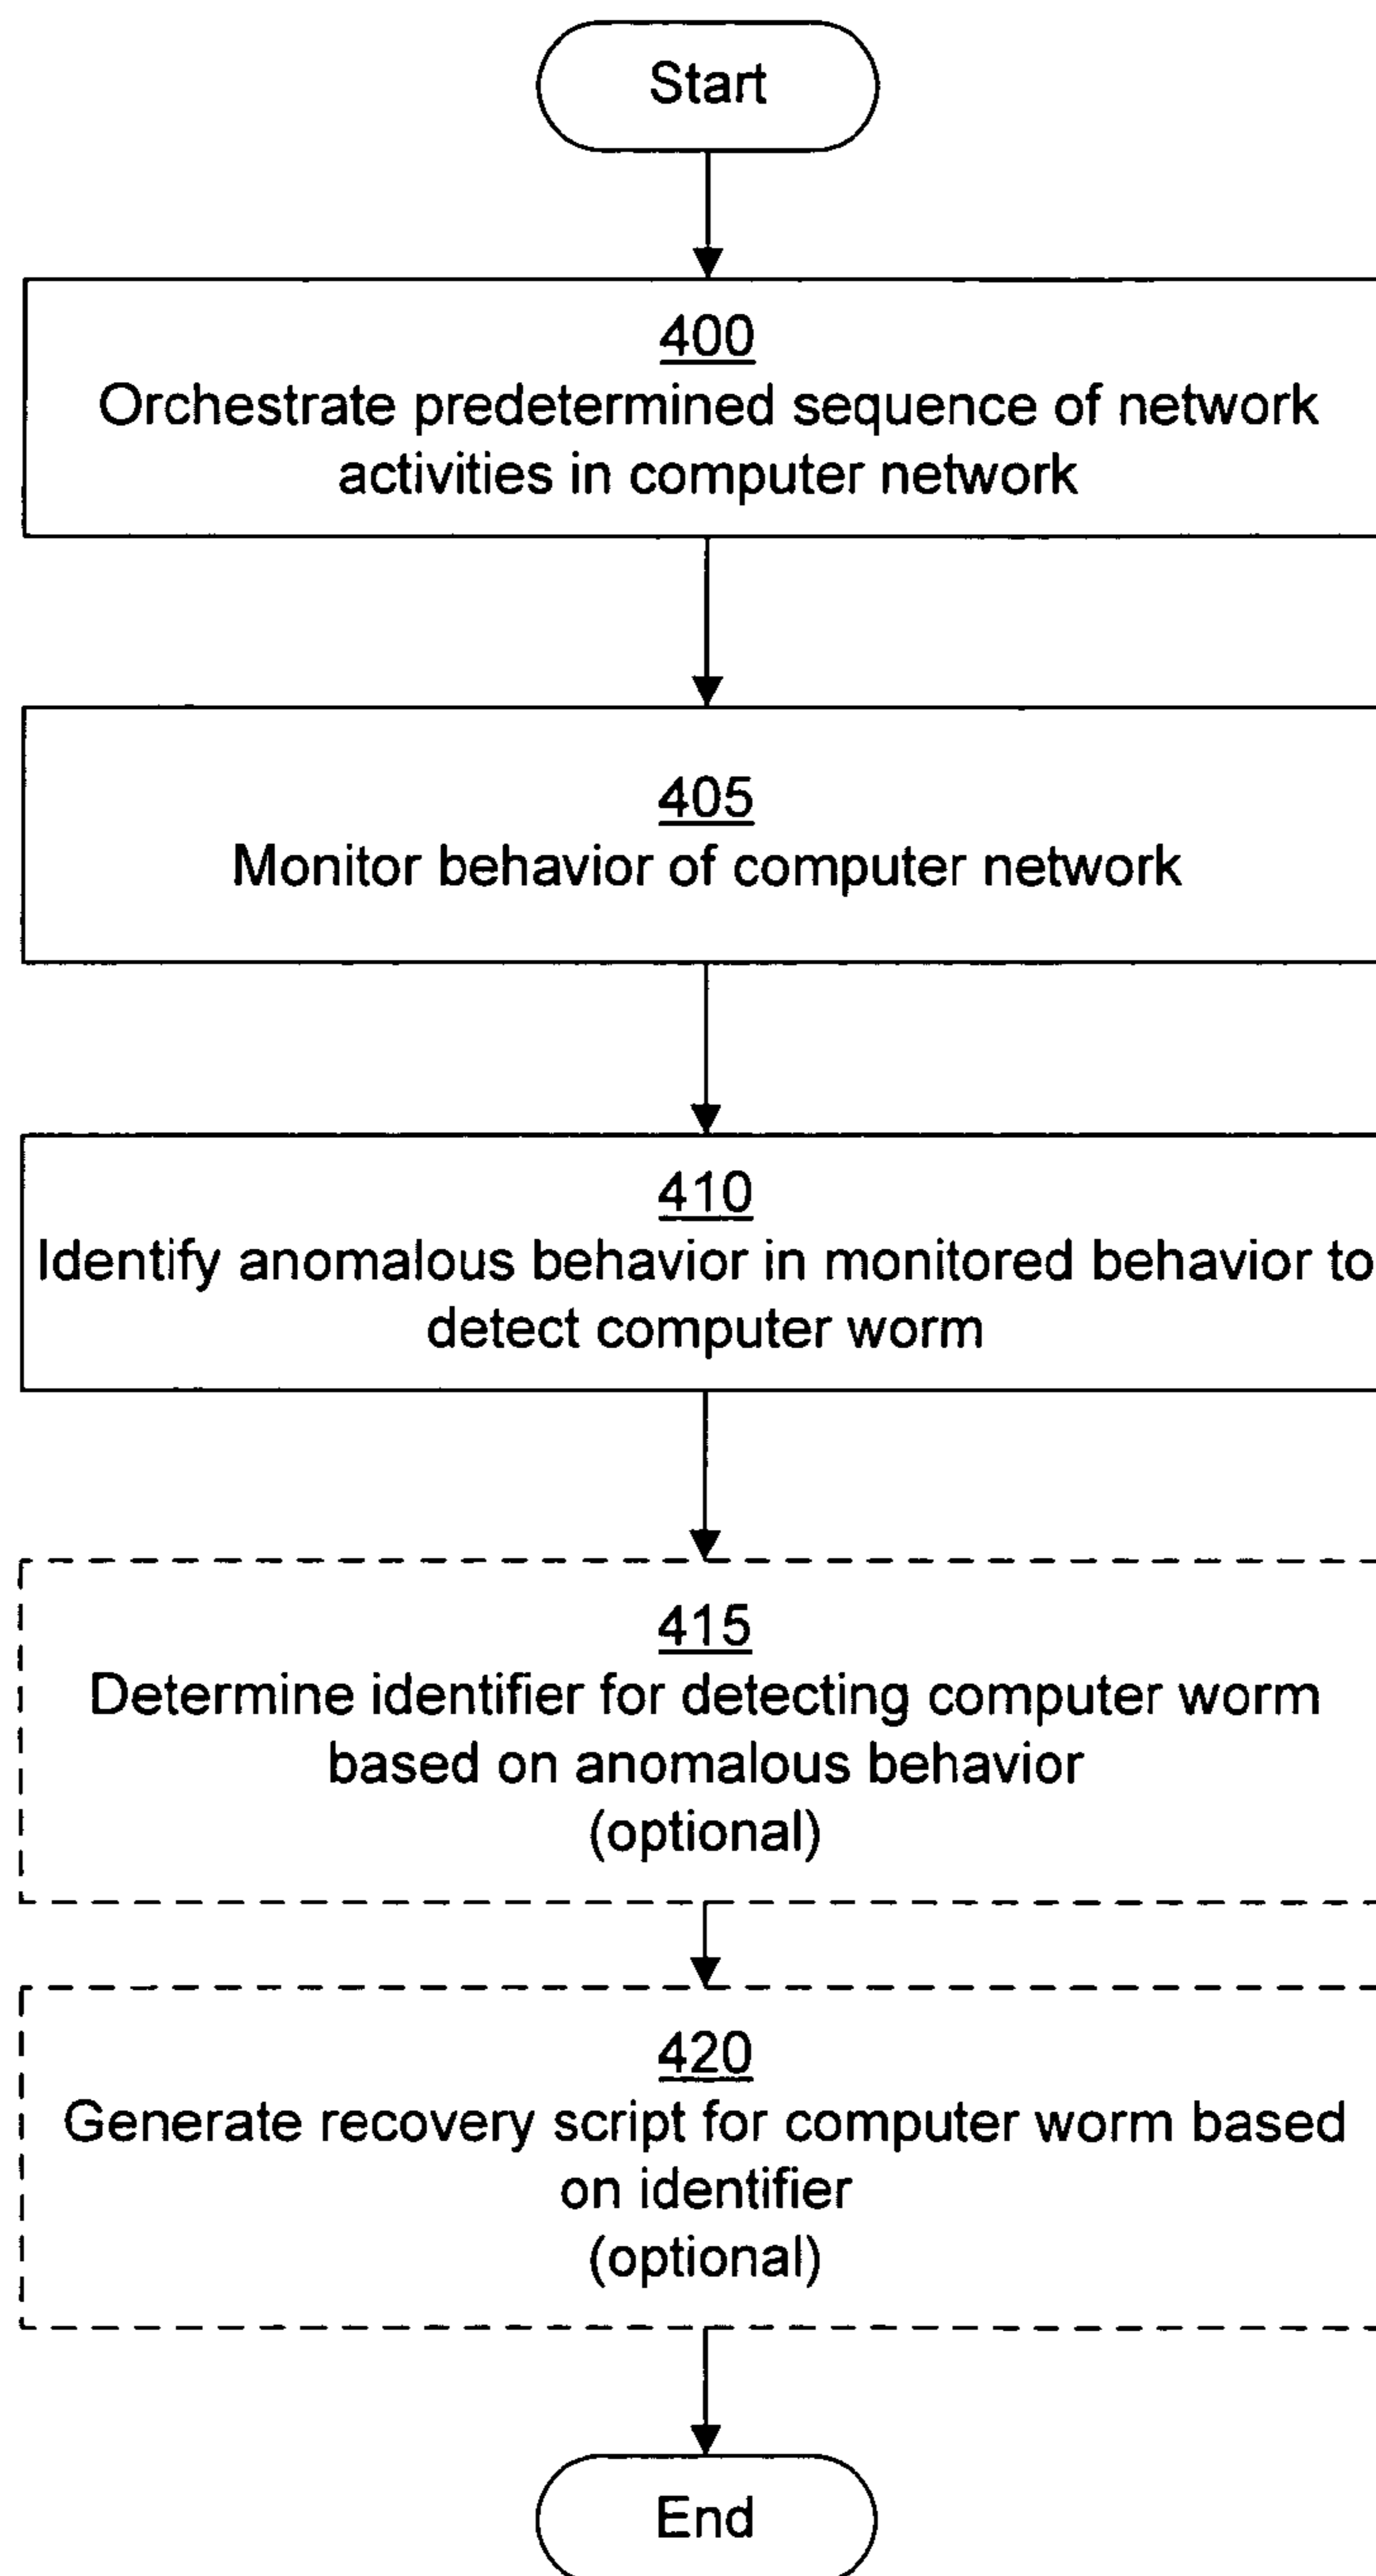 Start
400
Orchestrate predetermined sequence of network
activities in computer network
405
Monitor behavior of computer network
410
Identify anomalous behavior in monitored behavior to
detect computer worm
415
Determine identifier for detecting computer worm
based on anomalous behavior
(optional)
420
Generate recovery script for computer worm based
on identifier
(optional)
End